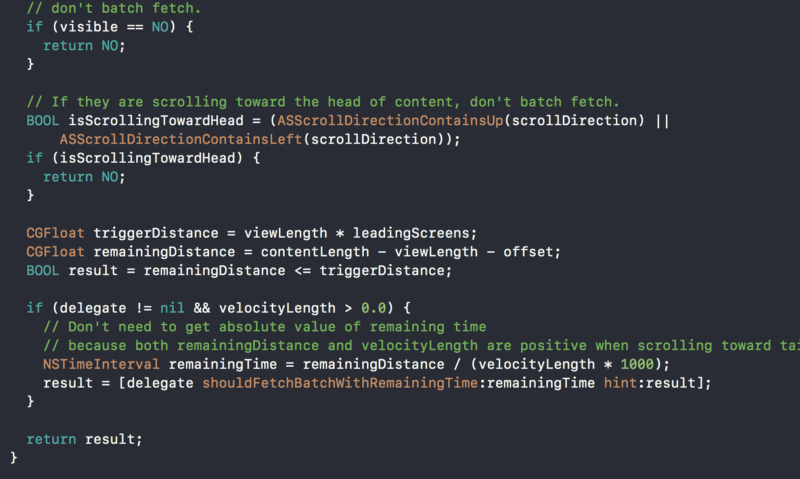 // don't batch fetch.
if (visible == NO) {
return NO;
}
// If they are scrolling toward the head of content, don't batch fetch.
BOOL isScrollingTowardHead = (ASScrollDirectionContainsUp(scrollDirection) ||
ASScrollDirectionContainsLeft(scrollDirection));
if (isScrollingTowardHead) {
return NO;
}
CGFloat triggerDistance = viewLength * leadingScreens;
CGFloat remainingDistance = contentLength - viewLength - offset;
BOOL result = remainingDistance <= triggerDistance;
if (delegate != nil && velocityLength > 0.0) {
// Don't need to get absolute value of remaining time
// because both remainingDistance and velocityLength are positive when scrolling toward tai
NSTimeInterval remainingTime = remainingDistance / (velocityLength * 1000);
result = [delegate shouldFetchBatchWithRemainingTime:remainingTime hint:result];
}
return result;
}